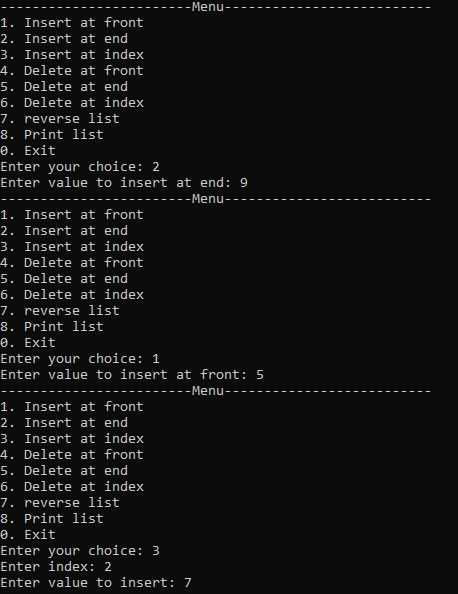 ------------------------Menu--------------------------
1. Insert at front
2. Insert at end
3. Insert at index
4. Delete at front
5. Delete at end
6. Delete at index
7. reverse list
8. Print list
0. Exit
Enter your choice: 2
Enter value to insert at end: 9
------------------------Menu--------------------------
1. Insert at front
2. Insert at end
3. Insert at index
4. Delete at front
5. Delete at end
6. Delete at index
7. reverse list
8. Print list
0. Exit
Enter your choice: 1
Enter value to insert at front: 5
------------------------Menu--------------------------
1. Insert at front
2. Insert at end
3. Insert at index
4. Delete at front
5. Delete at end
6. Delete at index
7. reverse list
8. Print list
0. Exit
Enter your choice: 3
Enter index: 2
Enter value to insert: 7